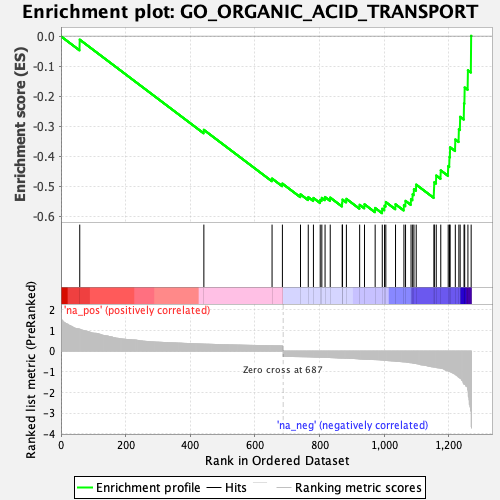 Enrichment plot: GO_ORGANIC_ACID_TRANSPORT
Enrichment score (ES)
0.0
-0.1
-0.2
-0.3
-0.4
-0.5
-0.6
'na_pos' (positively correlated)
Ranked list metric (PreRanked)
2
1
0
-1
-2
-3
-4
Zero cross at 687
'na_neg' (negatively correlated)
0 200 400 600 800 1,000 1,200
Rank in Ordered Dataset
Enrichment profile Hits Ranking metric scores